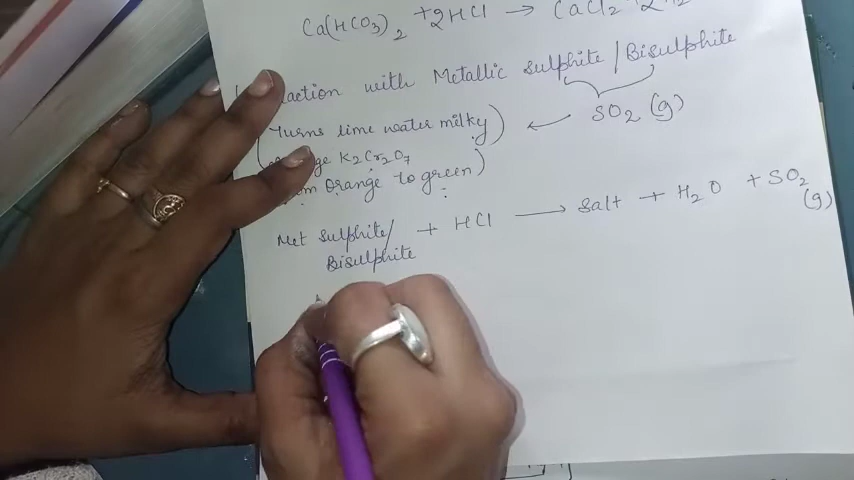 Ca(HCO3)2 + 2HCl → CaCl2
Metallic sulphite / Bisulphite
with
SO2 (g)
Turns lime water milky) ←
K2Cr2O7
Orange to green)
Met sulphite/ + HCl → Salt + H2O + SO2 (g)
Bisulphite